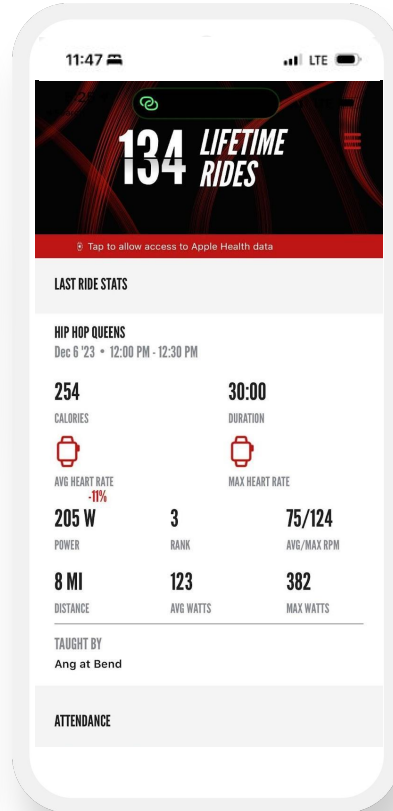 11:47
LTE
134 LIFETIME
RIDES
Tap to allow access to Apple Health data
LAST RIDE STATS
HIP HOP QUEENS
Dec 6 '23 • 12:00 PM - 12:30 PM
254 30:00
CALORIES DURATION
AVG HEART RATE MAX HEART RATE
-11%
205 W 3 75/124
POWER RANK AVG/MAX RPM
8 MI 123 382
DISTANCE AVG WATTS MAX WATTS
TAUGHT BY
Ang at Bend
ATTENDANCE